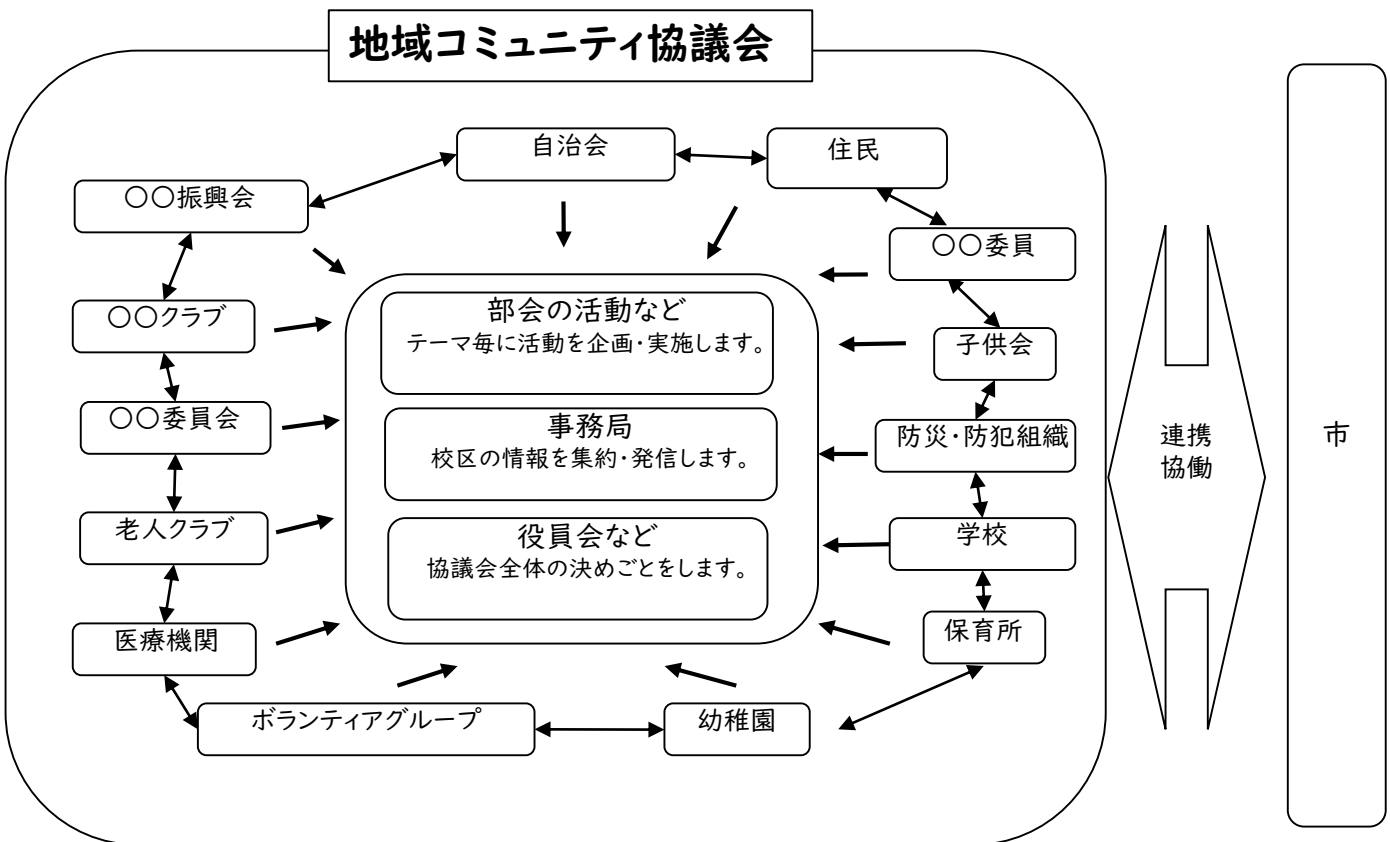 地域コミュニティ協議会
自治会
住民
〇〇振興会
〇〇委員
〇〇クラブ
子供会
〇〇委員会
防災・防犯組織
老人クラブ
学校
医療機関
保育所
ボランティアグループ
幼稚園
部会の活動など
テーマ毎に活動を企画・実施します。
事務局
校区の情報を集約・発信します。
役員会など
協議会全体の決めごとをします。
連携
協働
市